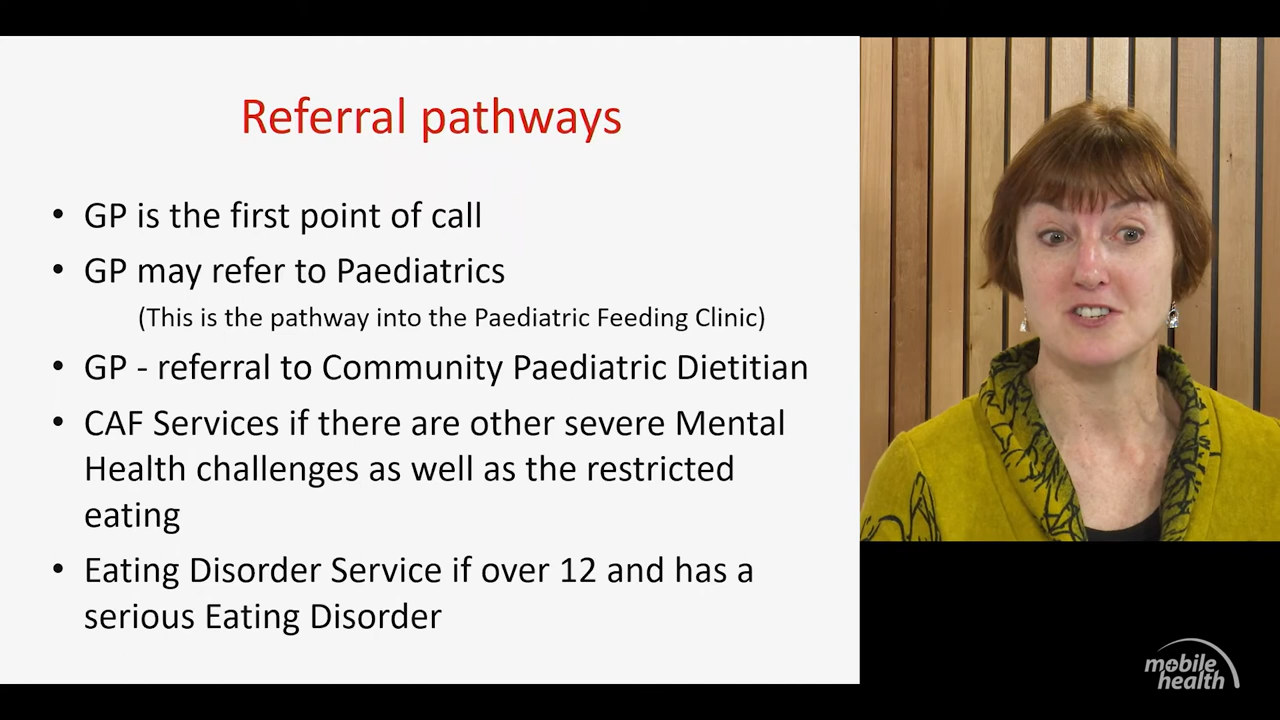 Referral pathways
• GP is the first point of call
• GP may refer to Paediatrics
(This is the pathway into the Paediatric Feeding Clinic)
• GP - referral to Community Paediatric Dietitian
• CAF Services if there are other severe Mental
Health challenges as well as the restricted
eating
• Eating Disorder Service if over 12 and has a
serious Eating Disorder
mobile
health